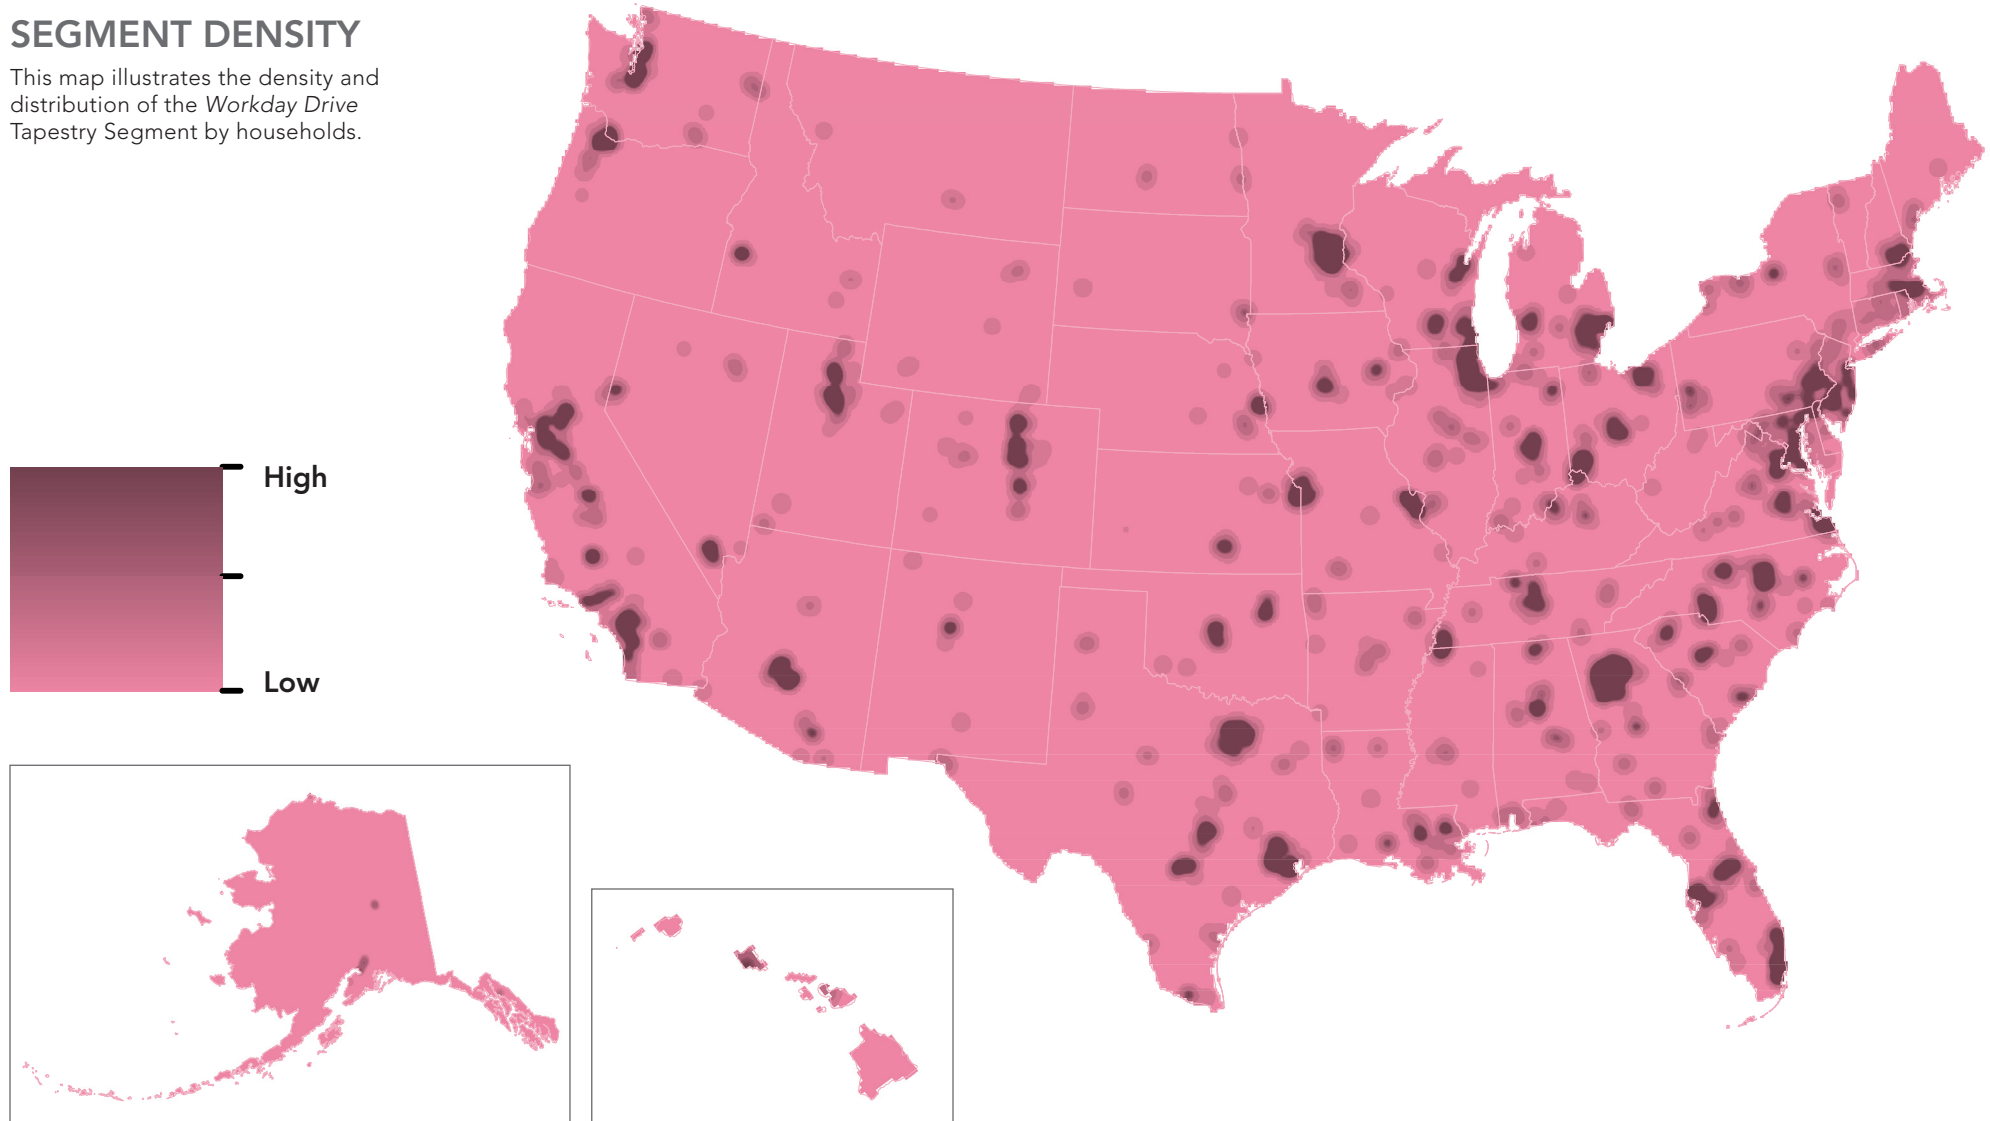 SEGMENT DENSITY
This map illustrates the density and
distribution of the Workday Drive
Tapestry Segment by households.
High
Low